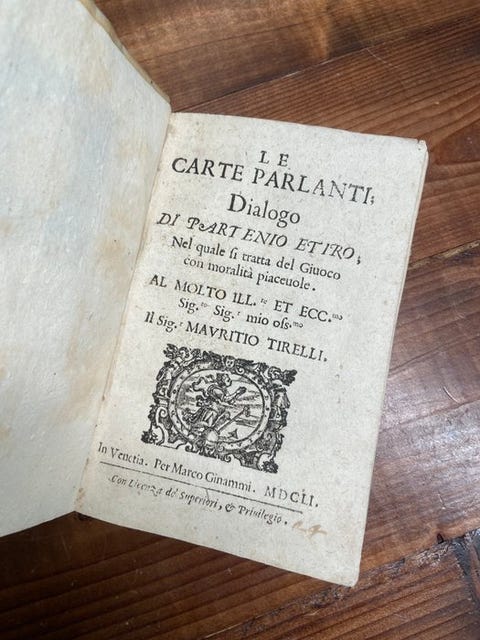 LE
CARTE PARLANTI;
Dialogo
DI PARTENIO ETIRO;
Nel quale si tratta del Giuoco
con moralità piaceuole.
AL MOLTO ILL.re ET ECC.mo
Sig.re Sig.r mio oss.mo
Il Sig.r MAVRITIO TIRELLI.
In Venetia. Per Marco Ginammi. MDCLI.
Con Licenza de' Superiori, & Priuilegio.